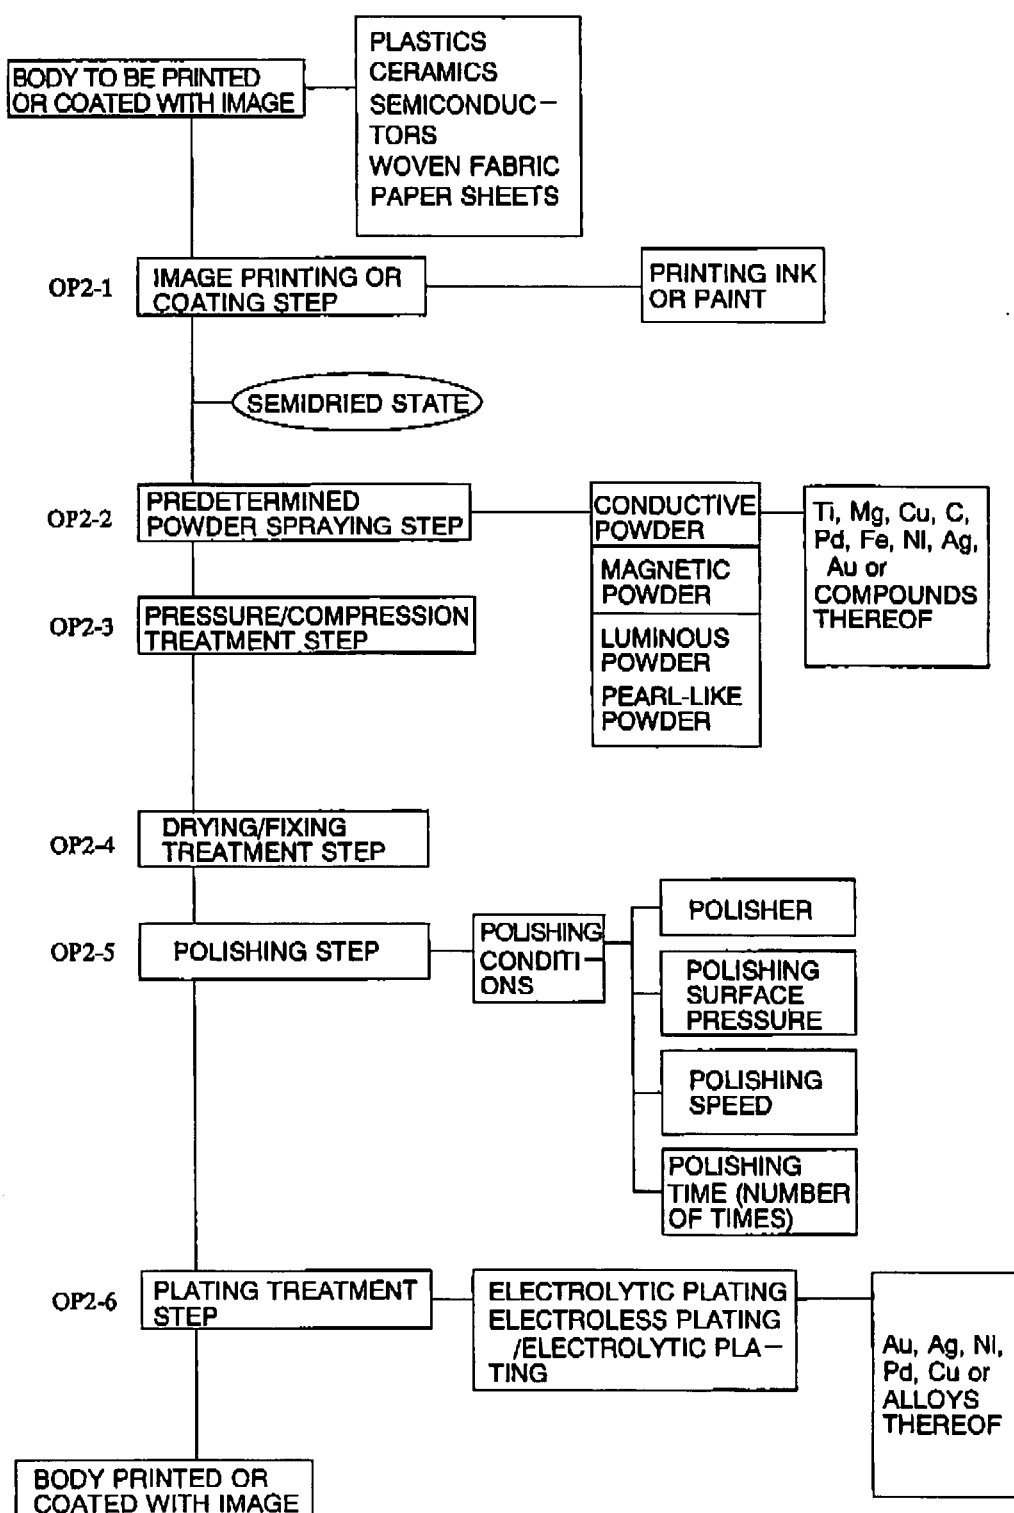 BODY TO BE PRINTED
OR COATED WITH IMAGE
PLASTICS
CERAMICS
SEMICONDUC-
TORS
WOVEN FABRIC
PAPER SHEETS
OP2-1
IMAGE PRINTING OR
COATING STEP
PRINTING INK
OR PAINT
SEMIDRIED STATE
OP2-2
PREDETERMINED
POWDER SPRAYING STEP
CONDUCTIVE
POWDER
MAGNETIC
POWDER
LUMINOUS
POWDER
PEARL-LIKE
POWDER
Ti, Mg, Cu, C,
Pd, Fe, Ni, Ag,
Au or
COMPOUNDS
THEREOF
OP2-3
PRESSURE/COMPRESSION
TREATMENT STEP
OP2-4
DRYING/FIXING
TREATMENT STEP
OP2-5
POLISHING STEP
POLISHING
CONDITI-
ONS
POLISHER
POLISHING
SURFACE
PRESSURE
POLISHING
SPEED
POLISHING
TIME (NUMBER
OF TIMES)
OP2-6
PLATING TREATMENT
STEP
ELECTROLYTIC PLATING
ELECTROLESS PLATING
/ELECTROLYTIC PLA-
TING
Au, Ag, Ni,
Pd, Cu or
ALLOYS
THEREOF
BODY PRINTED OR
COATED WITH IMAGE